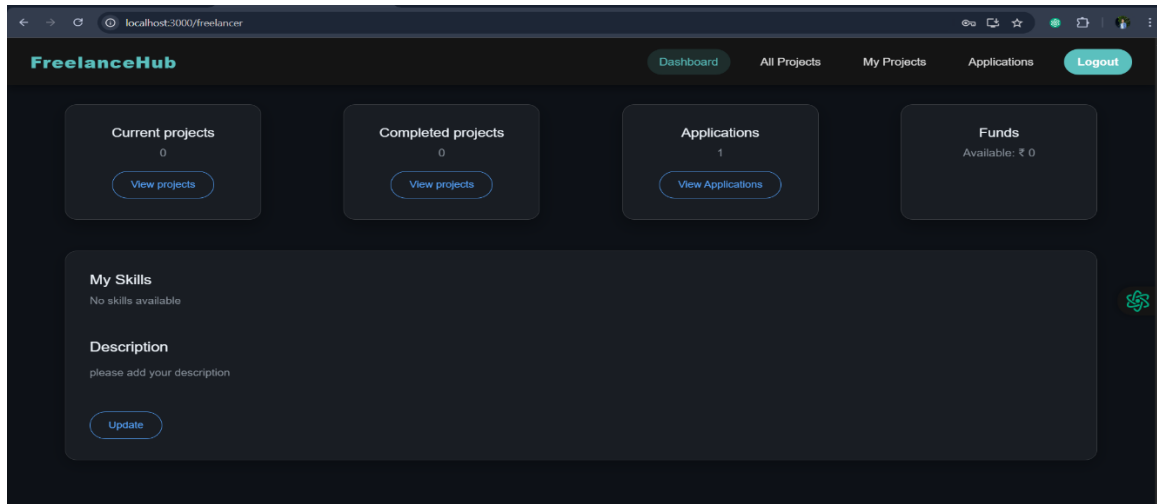 localhost:3000/freelancer
FreelanceHub
Dashboard
All Projects
My Projects
Applications
Logout
Current projects
0
View projects
Completed projects
0
View projects
Applications
1
View Applications
Funds
Available: ₹ 0
My Skills
No skills available
Description
please add your description
Update